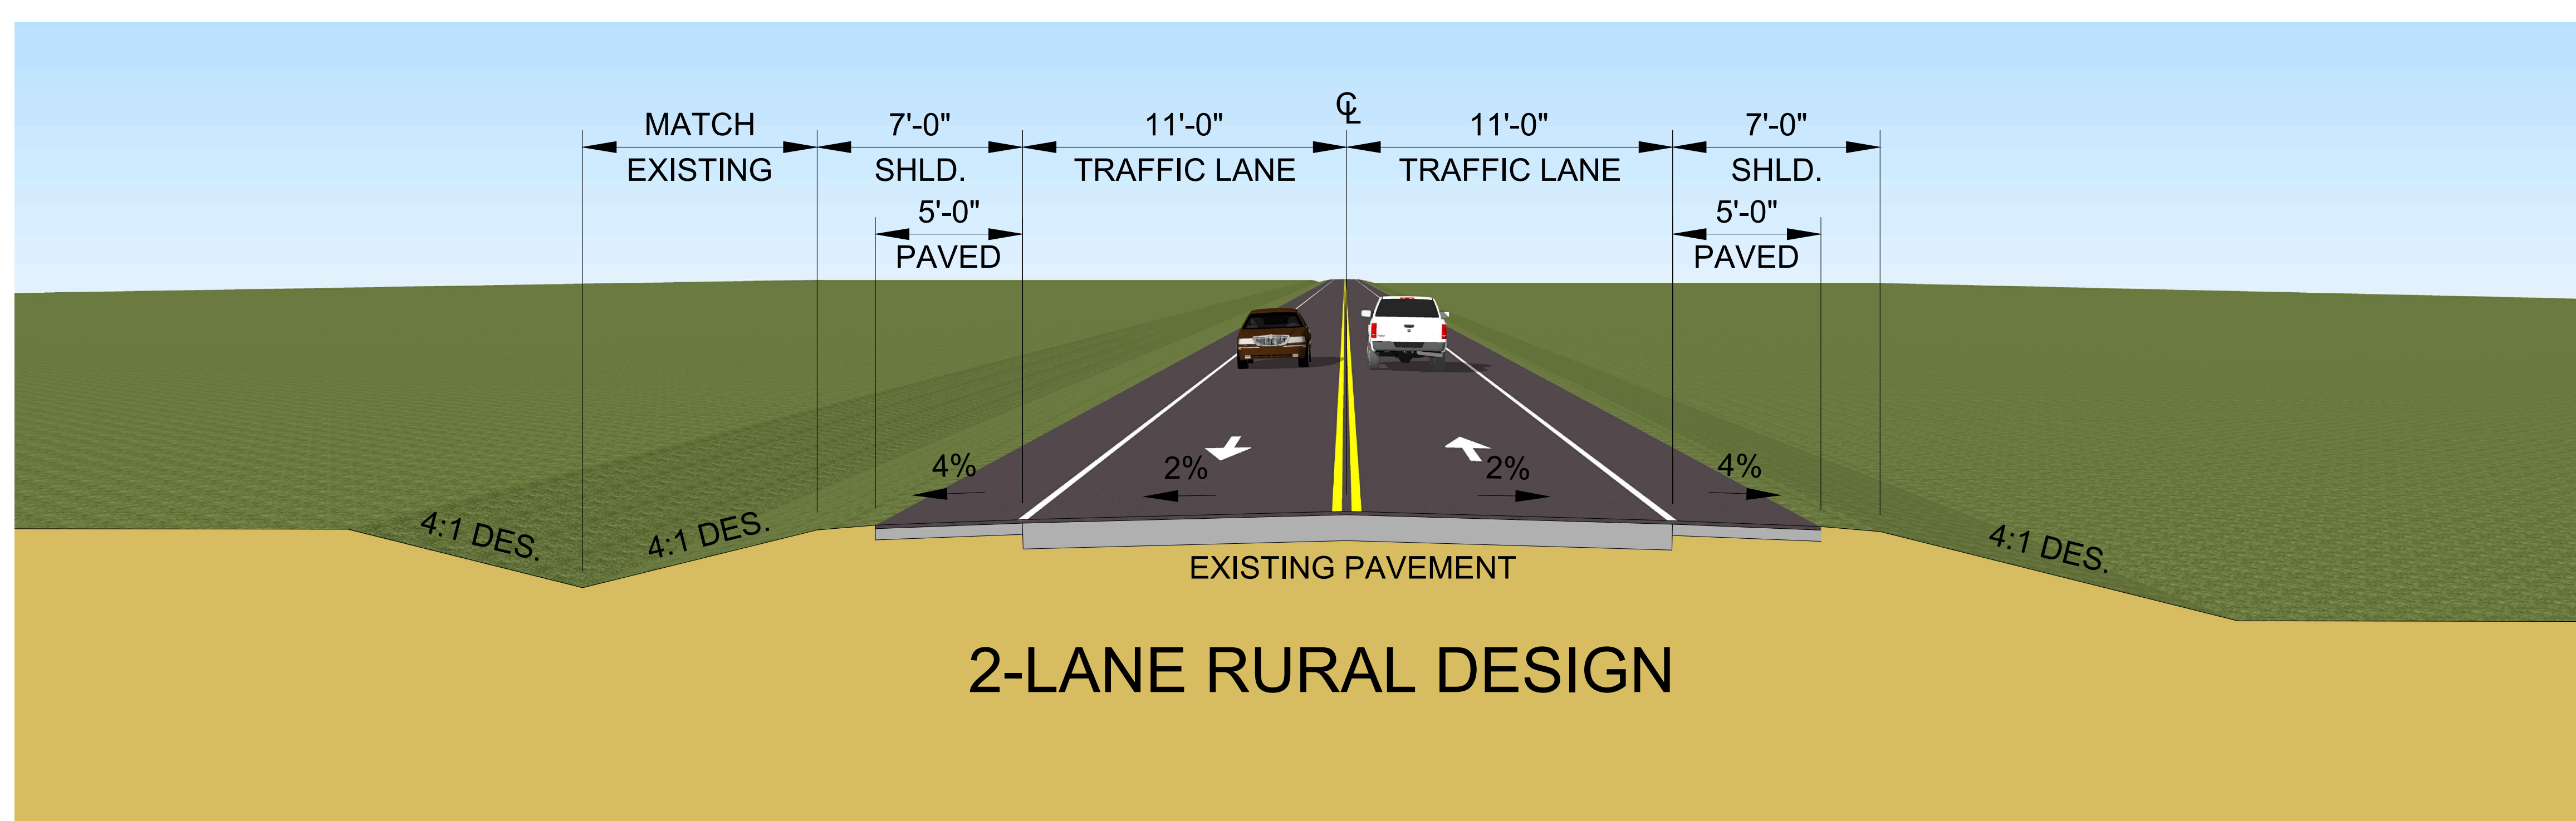 ℄
MATCH
EXISTING
7'-0"
SHLD.
11'-0"
TRAFFIC LANE
11'-0"
TRAFFIC LANE
7'-0"
SHLD.
5'-0"
PAVED
5'-0"
PAVED
4%
2%
2%
4%
4:1 DES.
4:1 DES.
4:1 DES.
EXISTING PAVEMENT
2-LANE RURAL DESIGN